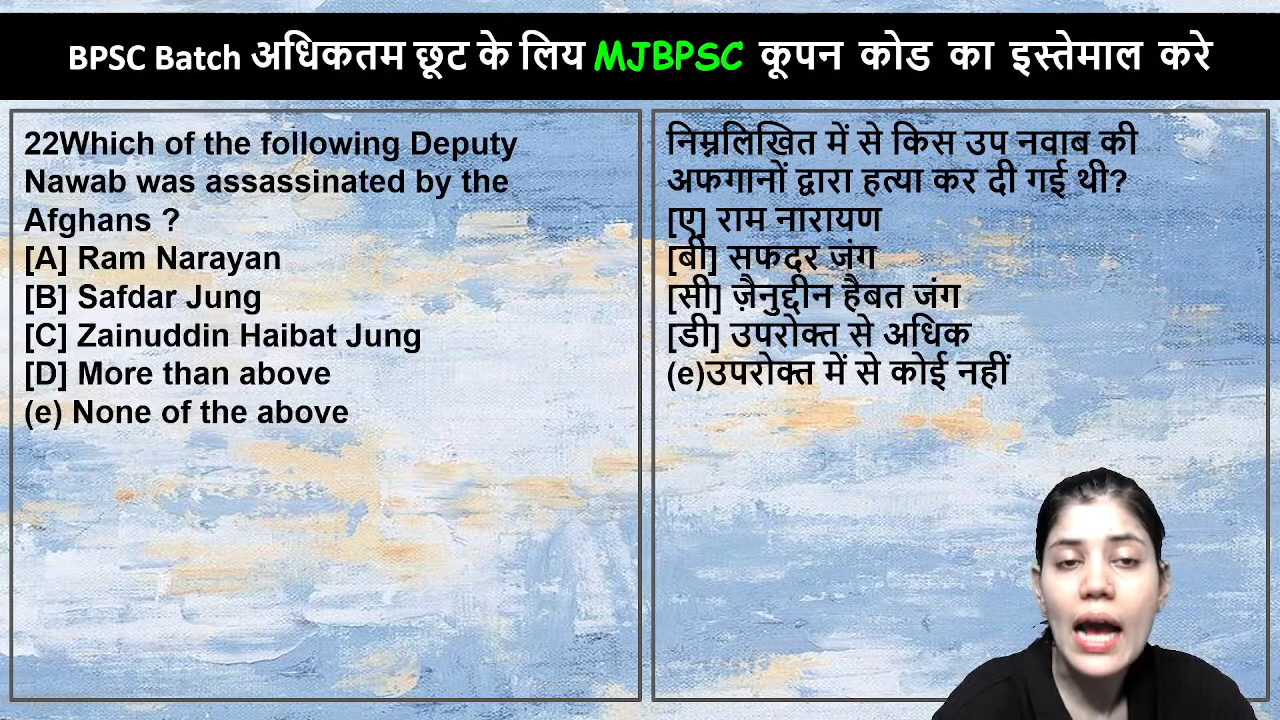 BPSC Batch अधिकतम छूट के लिय MJBPSC कूपन कोड का इस्तेमाल करे
22Which of the following Deputy
Nawab was assassinated by the
Afghans ?
[A] Ram Narayan
[B] Safdar Jung
[C] Zainuddin Haibat Jung
[D] More than above
(e) None of the above
निम्नलिखित में से किस उप नवाब की
अफगानों द्वारा हत्या कर दी गई थी?
[ए] राम नारायण
[बी] सफदर जंग
[सी] ज़ैनुद्दीन हैबत जंग
[डी] उपरोक्त से अधिक
(e)उपरोक्त में से कोई नहीं